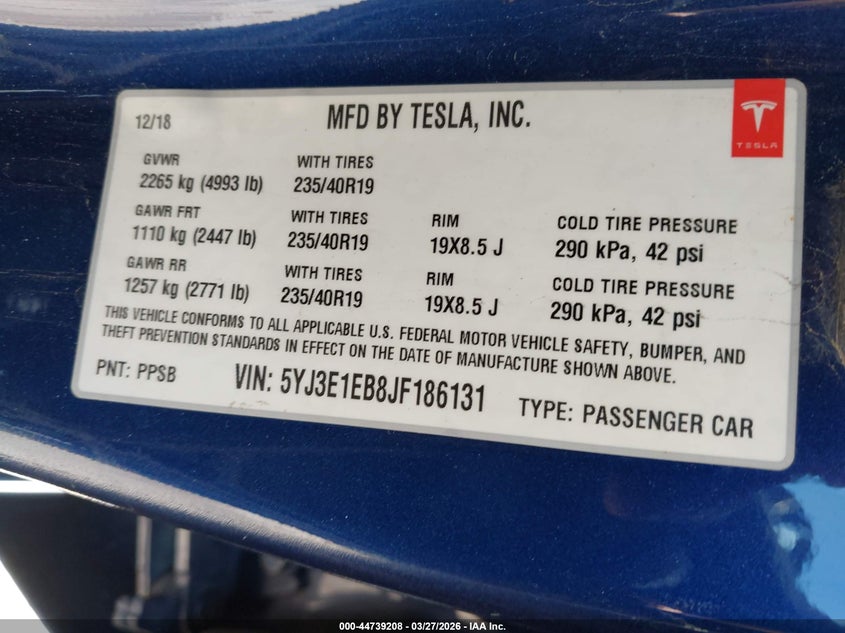 12/18 MFD BY TESLA, INC.
TESLA
GVWR WITH TIRES
2265 kg (4993 lb) 235/40R19
GAWR FRT WITH TIRES RIM COLD TIRE PRESSURE
1110 kg (2447 lb) 235/40R19 19X8.5 J 290 kPa, 42 psi
GAWR RR WITH TIRES RIM COLD TIRE PRESSURE
1257 kg (2771 lb) 235/40R19 19X8.5 J 290 kPa, 42 psi
THIS VEHICLE CONFORMS TO ALL APPLICABLE U.S. FEDERAL MOTOR VEHICLE SAFETY, BUMPER, AND
THEFT PREVENTION STANDARDS IN EFFECT ON THE DATE OF MANUFACTURE SHOWN ABOVE.
PNT: PPSB VIN: 5YJ3E1EB8JF186131 TYPE: PASSENGER CAR
000-44739208 — 03/27/2026 — IAA Inc.